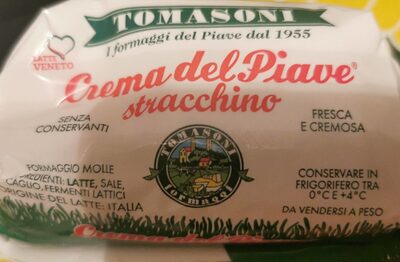 TOMASONI
I formaggi del Piave dal 1955
LATTE
VENETO
Crema del Piave®
stracchino
SENZA
CONSERVANTI
FRESCA
E CREMOSA
TOMASONI
formaggi
FORMAGGIO MOLLE
INGREDIENTI: LATTE, SALE,
CAGLIO, FERMENTI LATTICI
ORIGINE DEL LATTE: ITALIA
CONSERVARE IN
FRIGORIFERO TRA
0°C E +4°C
DA VENDERSI A PESO
Crema del